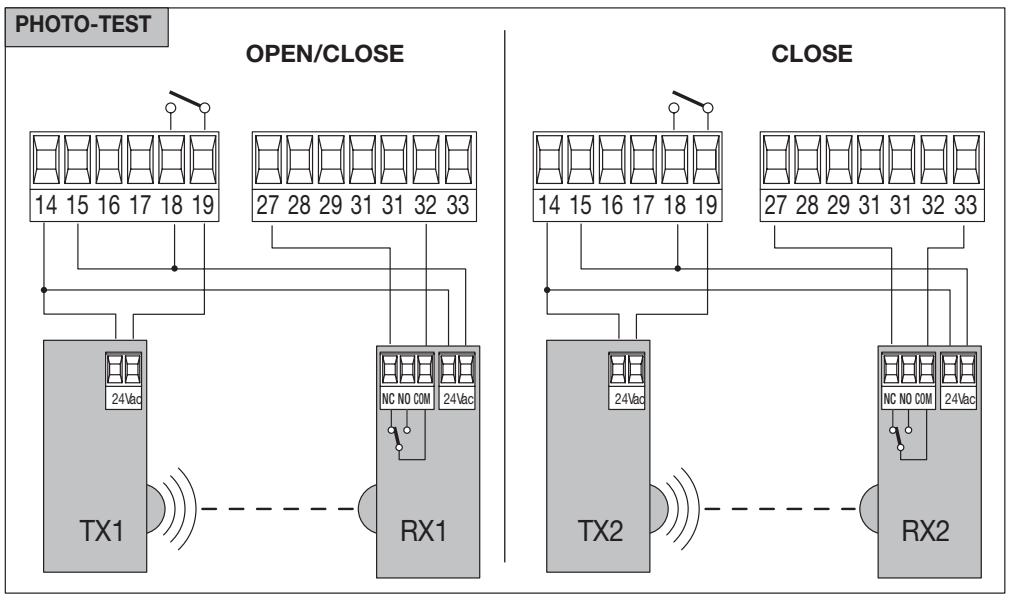 PHOTO-TEST
OPEN/CLOSE
14 15 16 17 18 19
27 28 29 31 31 32 33
24Vac
NC NO COM
24Vac
TX1
RX1
CLOSE
14 15 16 17 18 19
27 28 29 31 31 32 33
24Vac
NC NO COM
24Vac
TX2
RX2